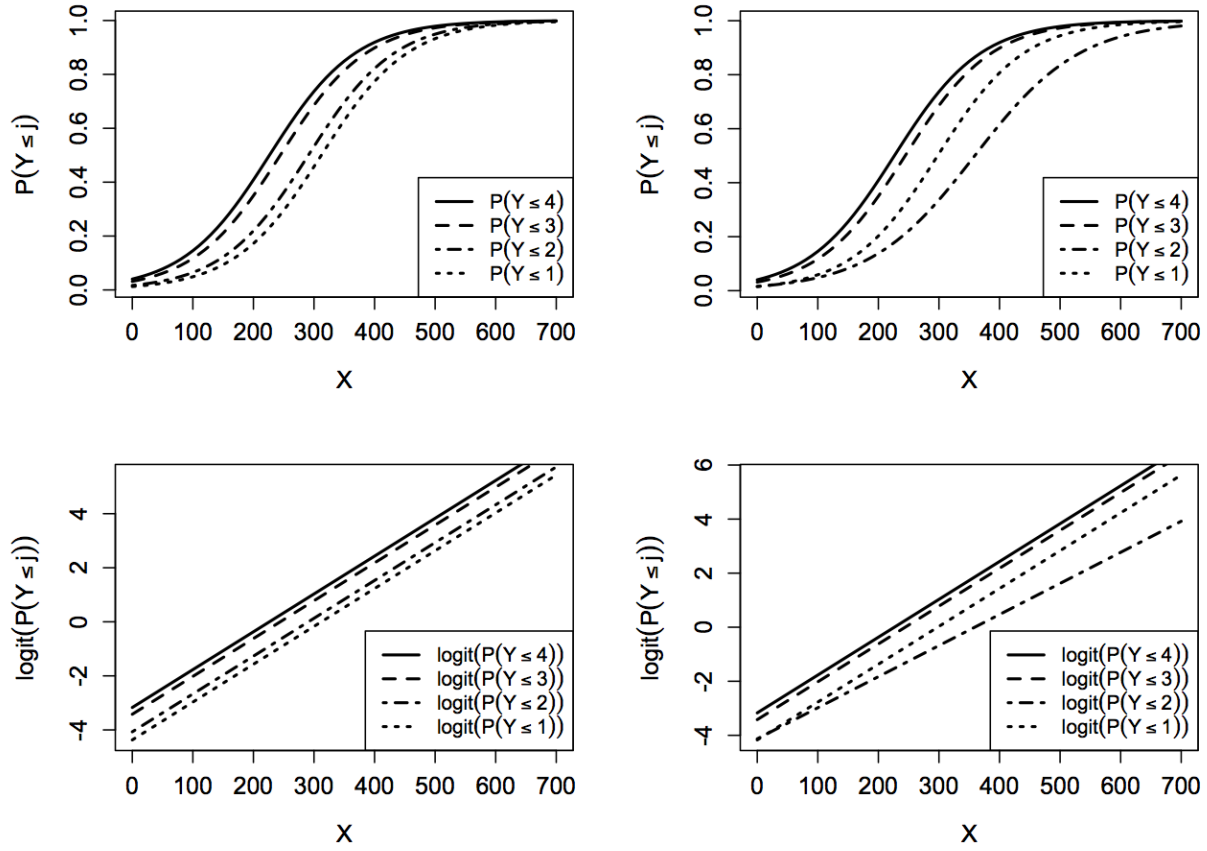 P(Y ≤ j)
0.0 0.2 0.4 0.6 0.8 1.0
P(Y ≤ 4)
P(Y ≤ 3)
P(Y ≤ 2)
P(Y ≤ 1)
0 100 200 300 400 500 600 700
X
P(Y ≤ j)
0.0 0.2 0.4 0.6 0.8 1.0
P(Y ≤ 4)
P(Y ≤ 3)
P(Y ≤ 2)
P(Y ≤ 1)
0 100 200 300 400 500 600 700
X
logit(P(Y ≤ j))
-4 -2 0 2 4
logit(P(Y ≤ 4))
logit(P(Y ≤ 3))
logit(P(Y ≤ 2))
logit(P(Y ≤ 1))
0 100 200 300 400 500 600 700
X
logit(P(Y ≤ j))
-4 -2 0 2 4 6
logit(P(Y ≤ 4))
logit(P(Y ≤ 3))
logit(P(Y ≤ 2))
logit(P(Y ≤ 1))
0 100 200 300 400 500 600 700
X